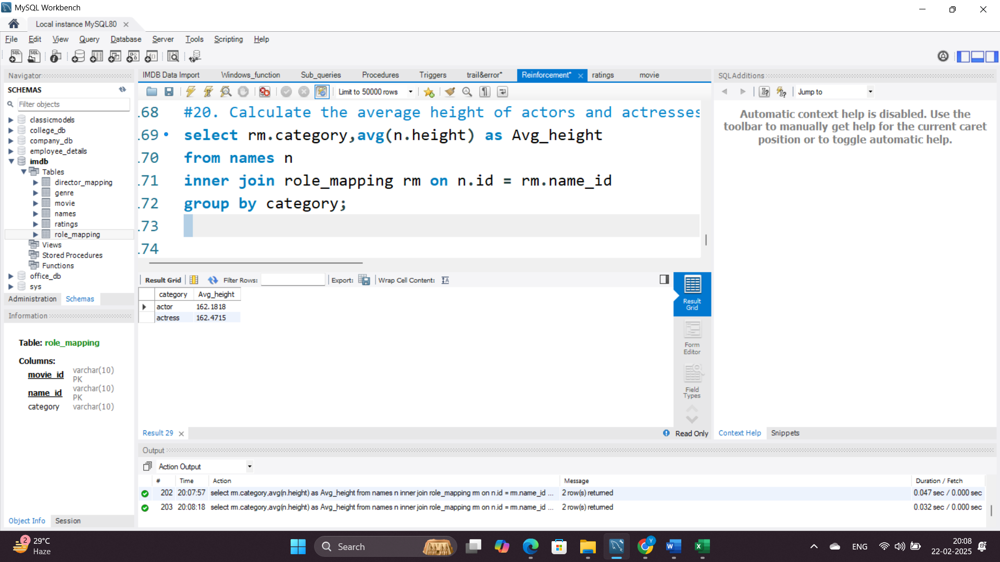 MySQL Workbench
Local instance MySQL80
File Edit View Query Database Server Tools Scripting Help
Navigator
SCHEMAS
Filter objects
classicmodels
college_db
company_db
employee_details
imdb
Tables
director_mapping
genre
movie
names
ratings
role_mapping
Views
Stored Procedures
Functions
office_db
sys
Administration Schemas
Information
Table: role_mapping
Columns:
movie_id varchar(10) PK
name_id varchar(10) PK
category varchar(10)
Object Info Session
IMDB Data Import Windows_function Sub_queries Procedures Triggers trail&error* Reinforcement* ratings movie
Limit to 50000 rows
168 #20. Calculate the average height of actors and actresses
169 select rm.category,avg(n.height) as Avg_height
170 from names n
171 inner join role_mapping rm on n.id = rm.name_id
172 group by category;
173
174
Result Grid Filter Rows: Export: Wrap Cell Content:
category Avg_height
actor 162.1818
actress 162.4715
Result Grid
Form Editor
Field Types
Result 29 Read Only
SQLAdditions
Jump to
Automatic context help is disabled. Use the
toolbar to manually get help for the current caret
position or to toggle automatic help.
Context Help Snippets
Output
Action Output
# Time Action Message Duration / Fetch
202 20:07:57 select rm.category,avg(n.height) as Avg_height from names n inner join role_mapping rm on n.id = rm.name_id ... 2 row(s) returned 0.047 sec / 0.000 sec
203 20:08:18 select rm.category,avg(n.height) as Avg_height from names n inner join role_mapping rm on n.id = rm.name_id ... 2 row(s) returned 0.032 sec / 0.000 sec
2
29°C
Haze
Search
Y
ENG
20:08
22-02-2025